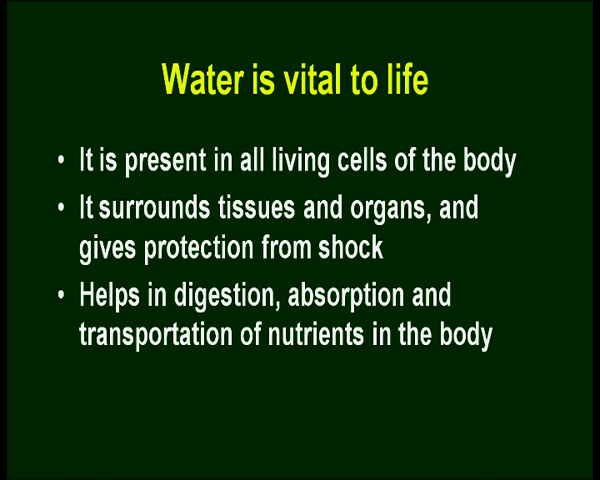 Water is vital to life
• It is present in all living cells of the body
• It surrounds tissues and organs, and
gives protection from shock
• Helps in digestion, absorption and
transportation of nutrients in the body